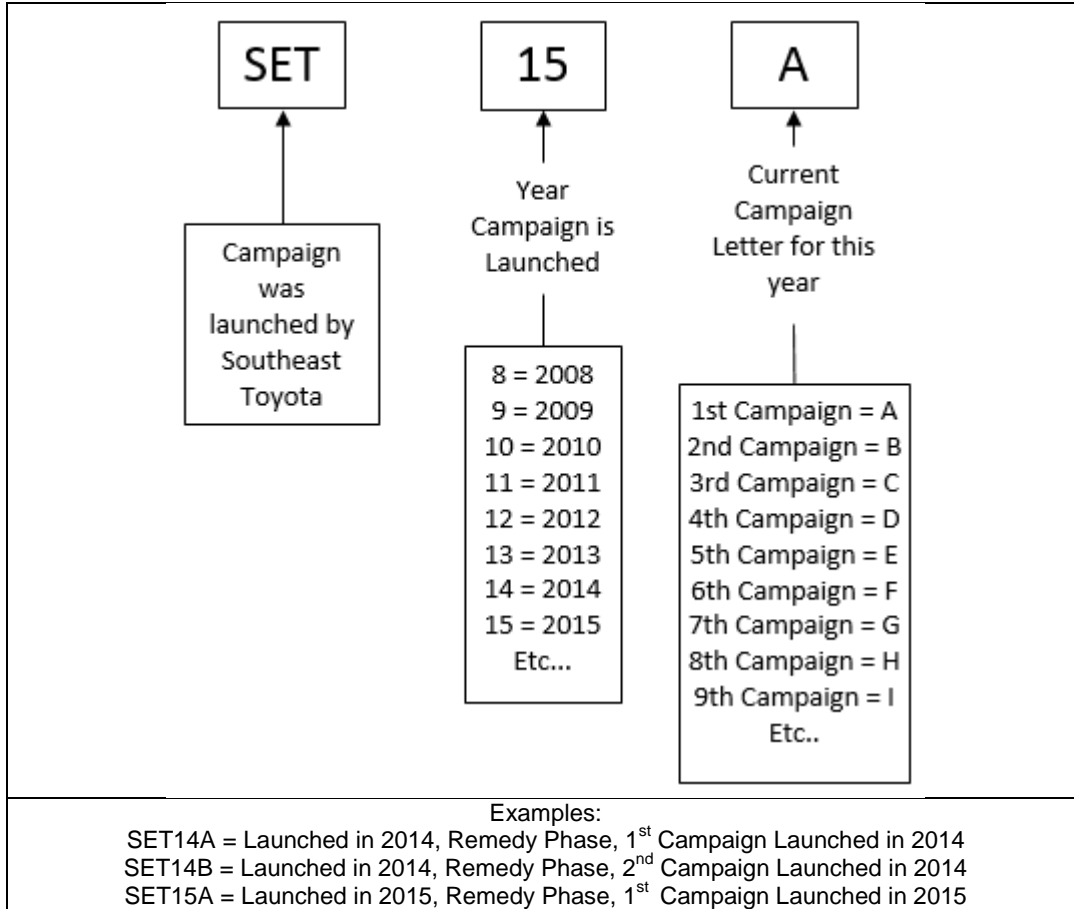 SET
15
A
Campaign
was
launched by
Southeast
Toyota
Year
Campaign is
Launched
8 = 2008
9 = 2009
10 = 2010
11 = 2011
12 = 2012
13 = 2013
14 = 2014
15 = 2015
Etc...
Current
Campaign
Letter for this
year
1st Campaign = A
2nd Campaign = B
3rd Campaign = C
4th Campaign = D
5th Campaign = E
6th Campaign = F
7th Campaign = G
8th Campaign = H
9th Campaign = I
Etc..
Examples:
SET14A = Launched in 2014, Remedy Phase, 1st Campaign Launched in 2014
SET14B = Launched in 2014, Remedy Phase, 2nd Campaign Launched in 2014
SET15A = Launched in 2015, Remedy Phase, 1st Campaign Launched in 2015